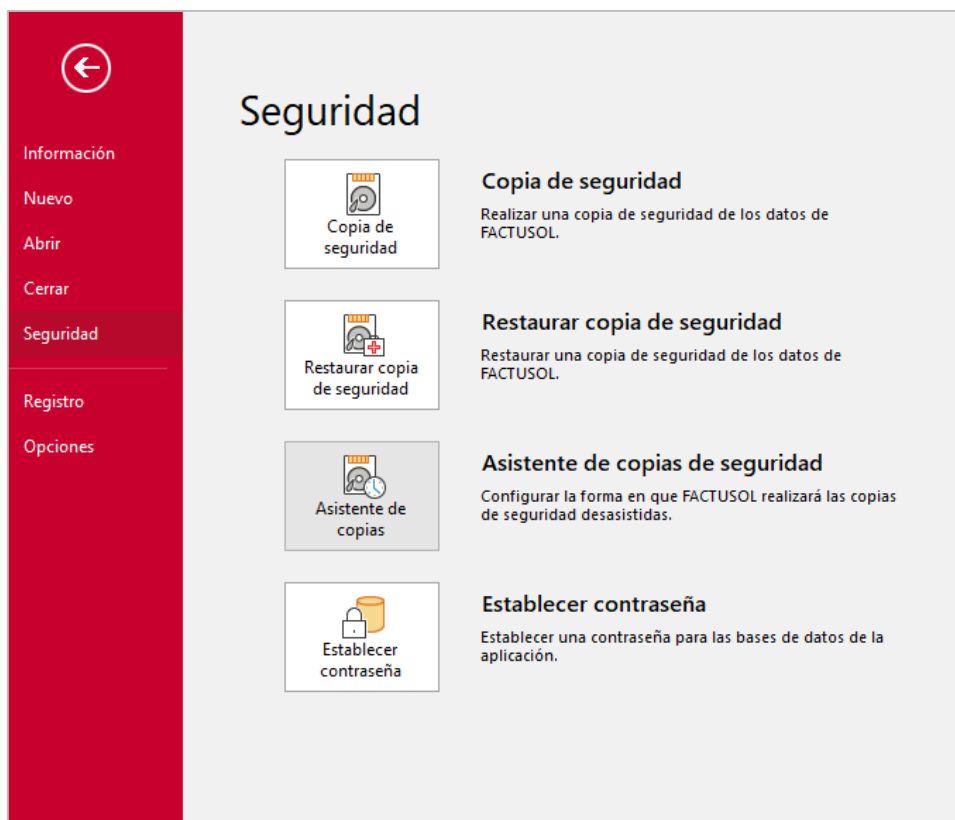 Seguridad
Información
Nuevo
Abrir
Cerrar
Seguridad
Registro
Opciones
Copia de
seguridad
Copia de seguridad
Realizar una copia de seguridad de los datos de
FACTUSOL.
Restaurar copia
de seguridad
Restaurar copia de seguridad
Restaurar una copia de seguridad de los datos de
FACTUSOL.
Asistente de
copias
Asistente de copias de seguridad
Configurar la forma en que FACTUSOL realizará las copias
de seguridad desasistidas.
Establecer
contraseña
Establecer contraseña
Establecer una contraseña para las bases de datos de la
aplicación.